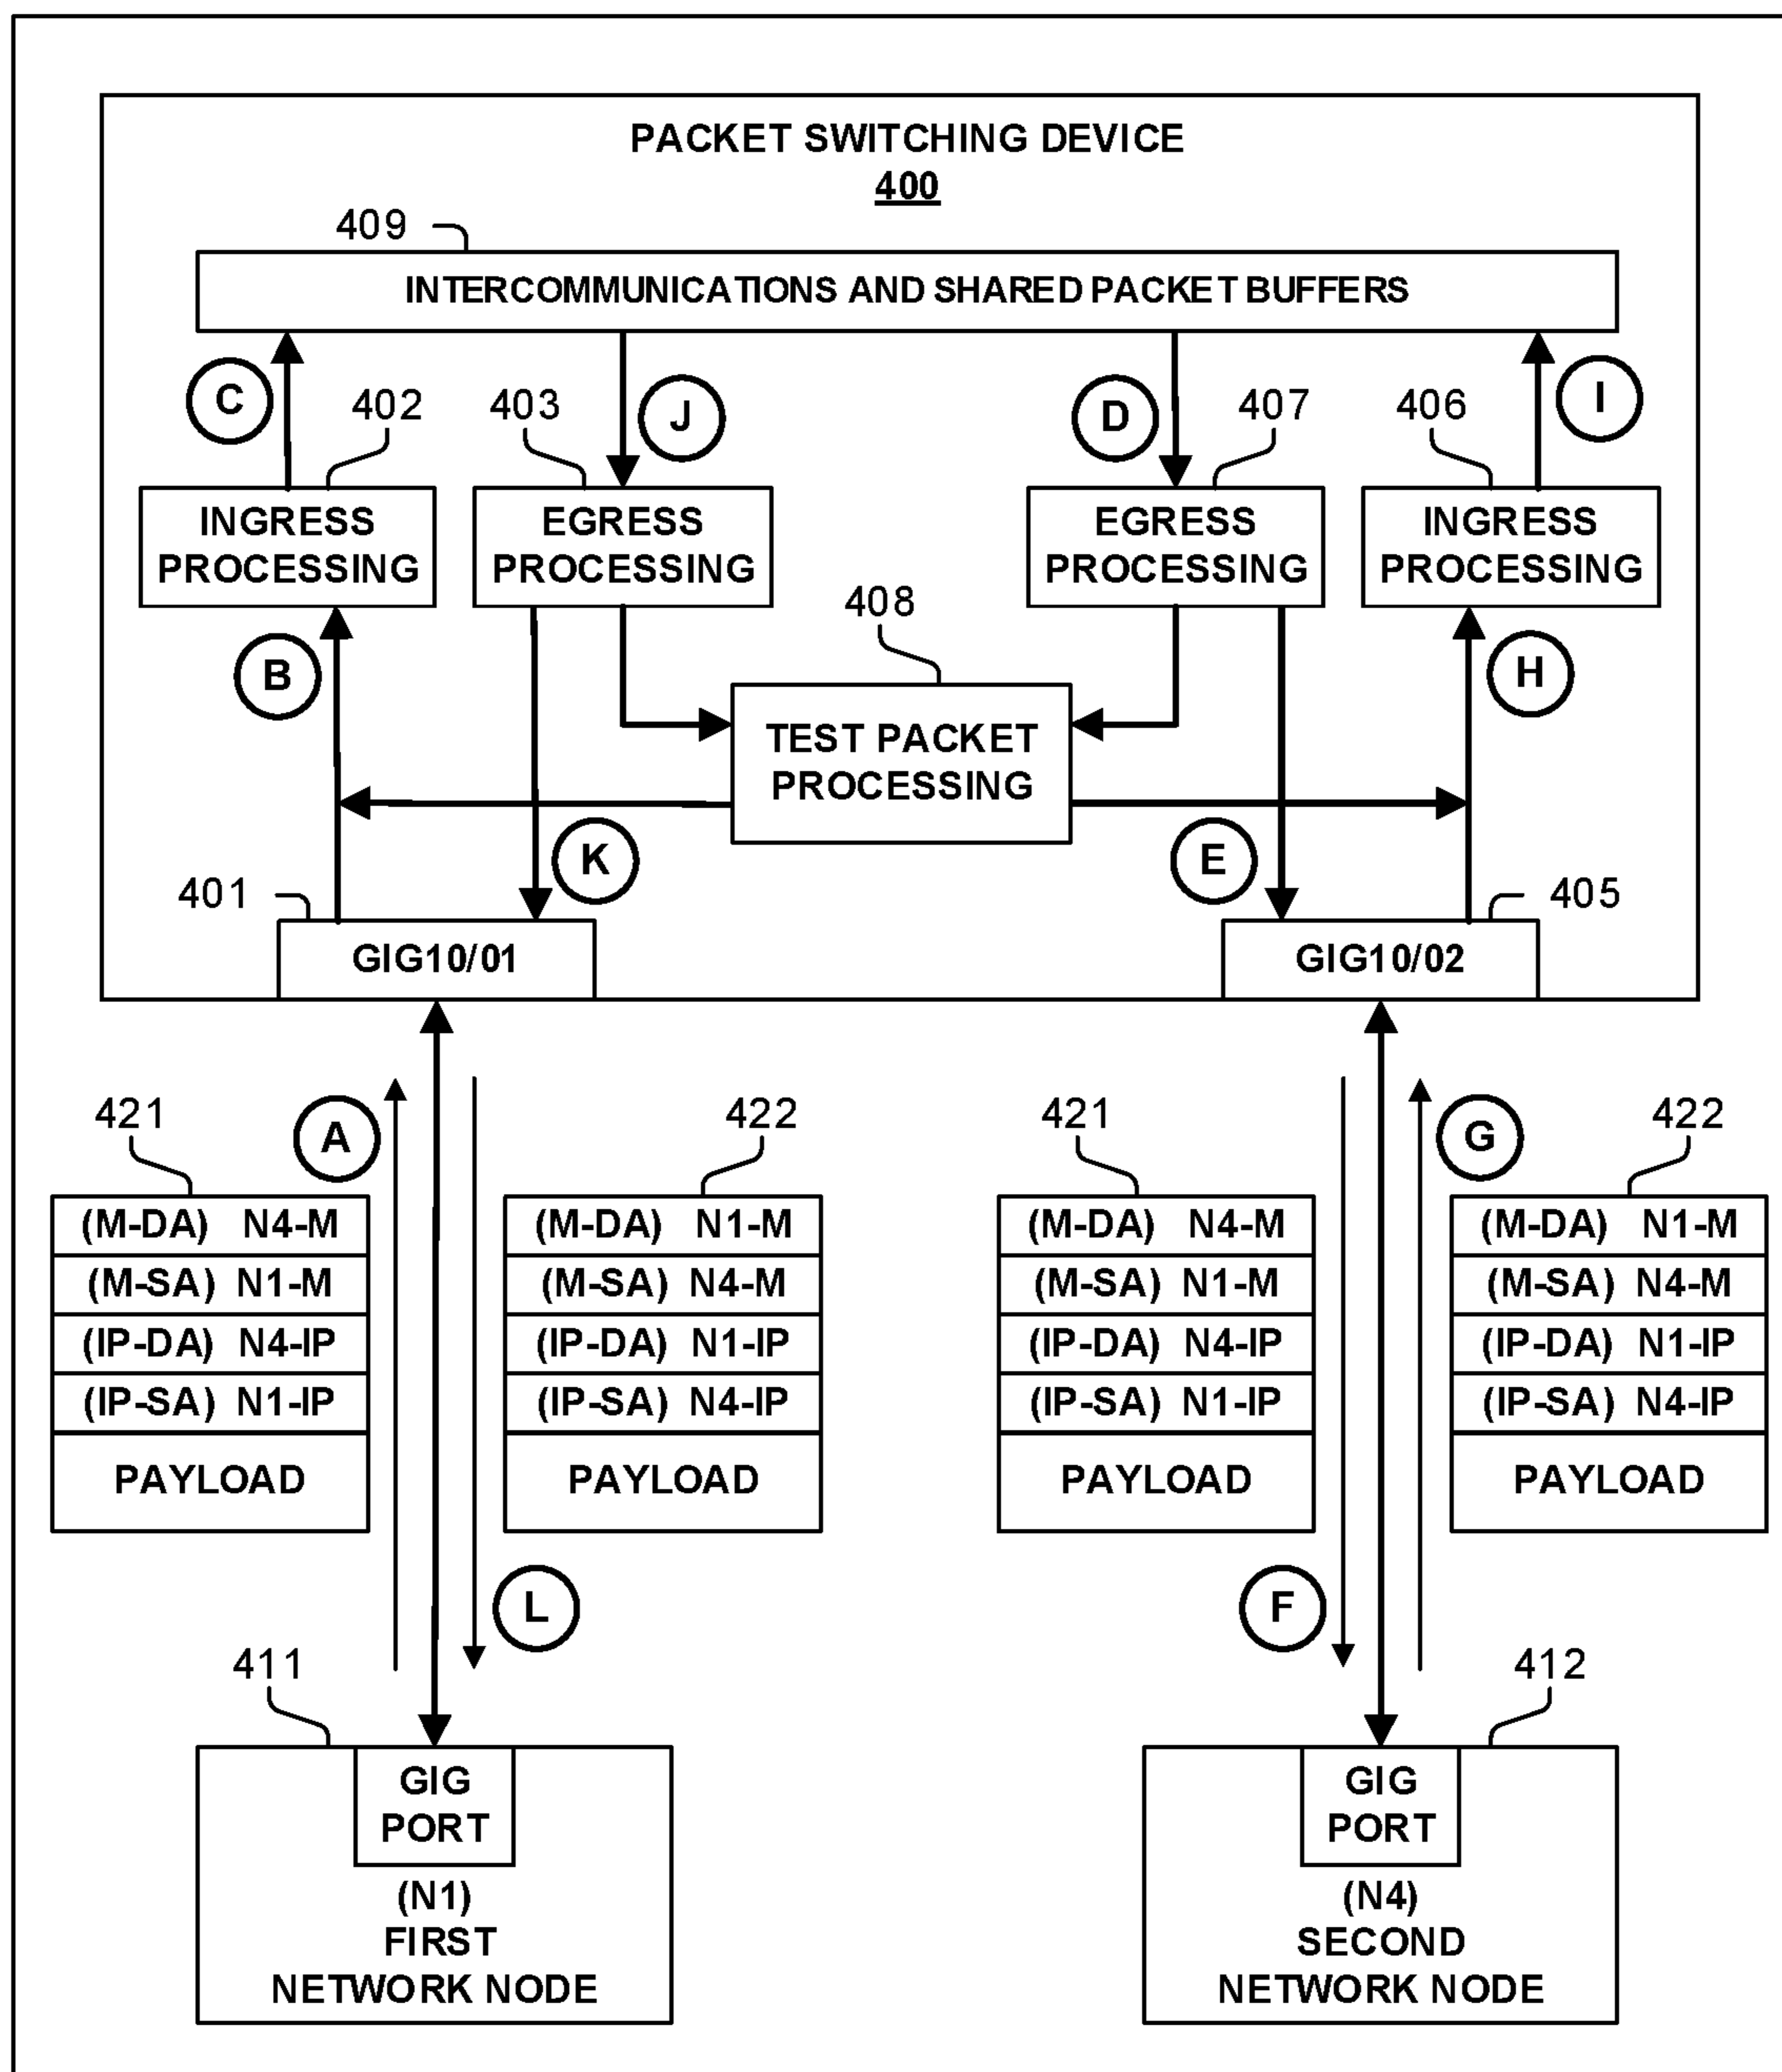 PACKET SWITCHING DEVICE
400
409
INTERCOMMUNICATIONS AND SHARED PACKET BUFFERS
C
402
403
J
D
407
406
I
INGRESS
PROCESSING
EGRESS
PROCESSING
EGRESS
PROCESSING
INGRESS
PROCESSING
408
B
H
TEST PACKET
PROCESSING
K
E
401
405
GIG10/01
GIG10/02
421
A
422
421
G
422
(M-DA) N4-M
(M-SA) N1-M
(IP-DA) N4-IP
(IP-SA) N1-IP
PAYLOAD
(M-DA) N1-M
(M-SA) N4-M
(IP-DA) N1-IP
(IP-SA) N4-IP
PAYLOAD
(M-DA) N4-M
(M-SA) N1-M
(IP-DA) N4-IP
(IP-SA) N1-IP
PAYLOAD
(M-DA) N1-M
(M-SA) N4-M
(IP-DA) N1-IP
(IP-SA) N4-IP
PAYLOAD
L
F
411
412
GIG
PORT
(N1)
FIRST
NETWORK NODE
GIG
PORT
(N4)
SECOND
NETWORK NODE